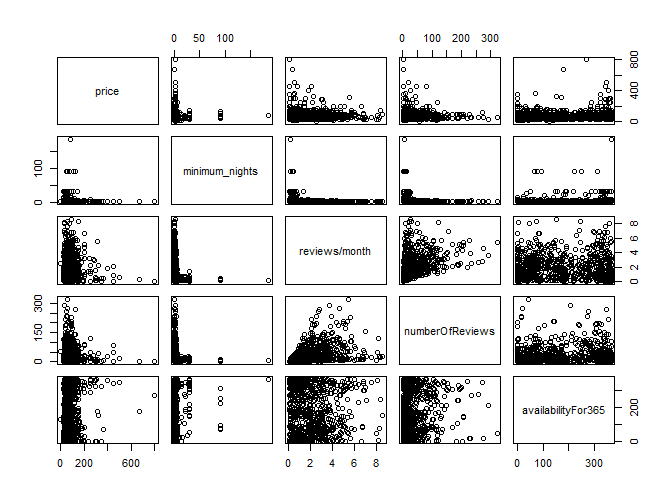 0 50 100
0 100 200 300
price
0 400 800
0 100
minimum_nights
reviews/month
0 2 4 6 8
0 150 300
numberOfReviews
availabilityFor365
0 200
0 200 600
0 2 4 6 8
0 100 300